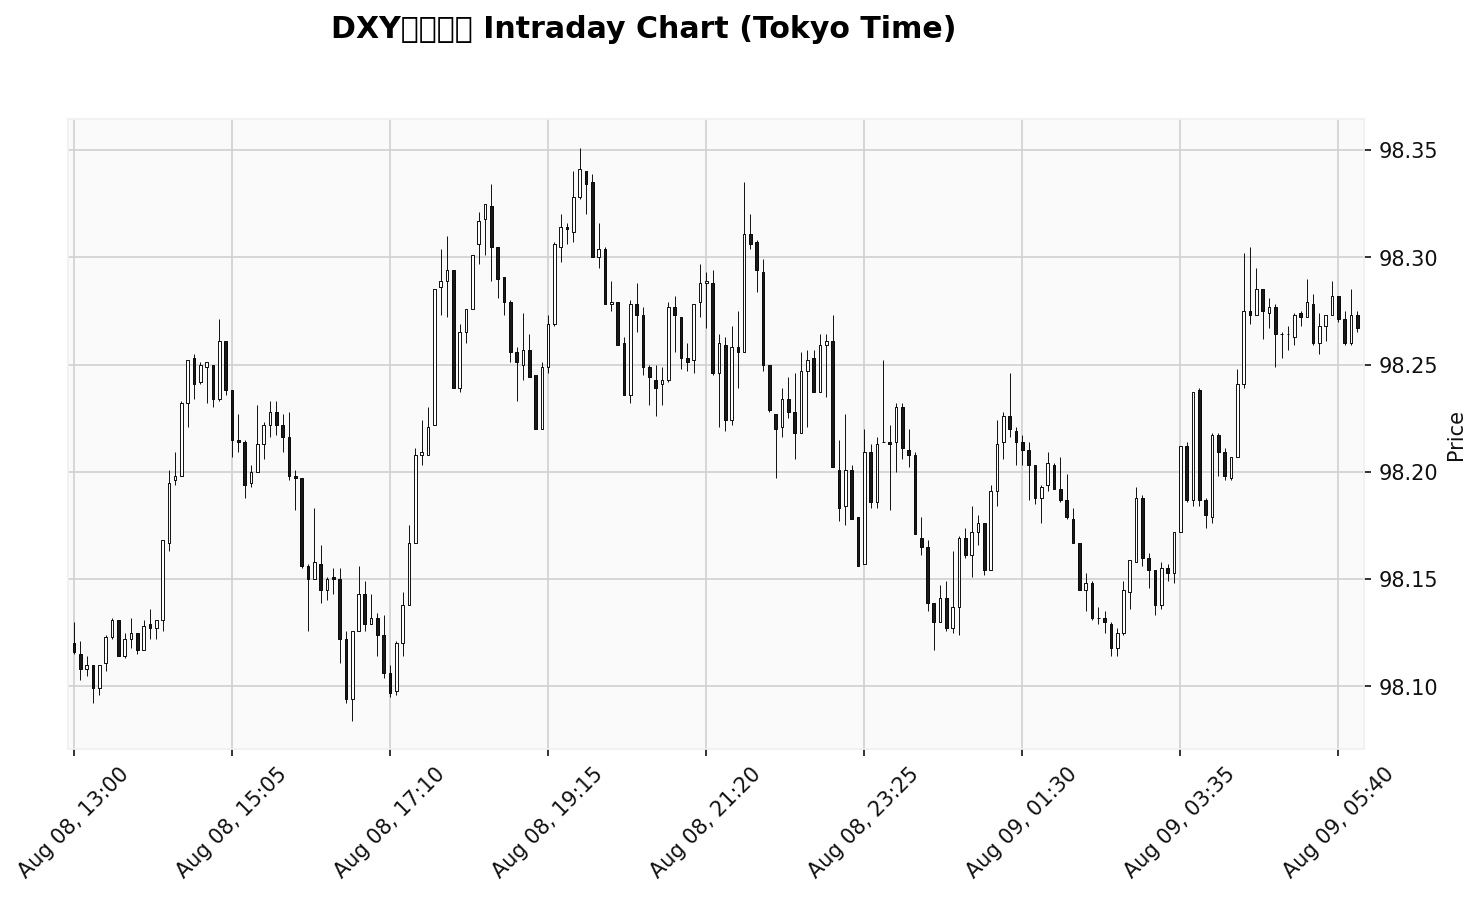 DXY Intraday Chart (Tokyo Time)
98.35
98.30
98.25
98.20
98.15
98.10
Price
Aug 08, 13:00
Aug 08, 15:05
Aug 08, 17:10
Aug 08, 19:15
Aug 08, 21:20
Aug 08, 23:25
Aug 09, 01:30
Aug 09, 03:35
Aug 09, 05:40